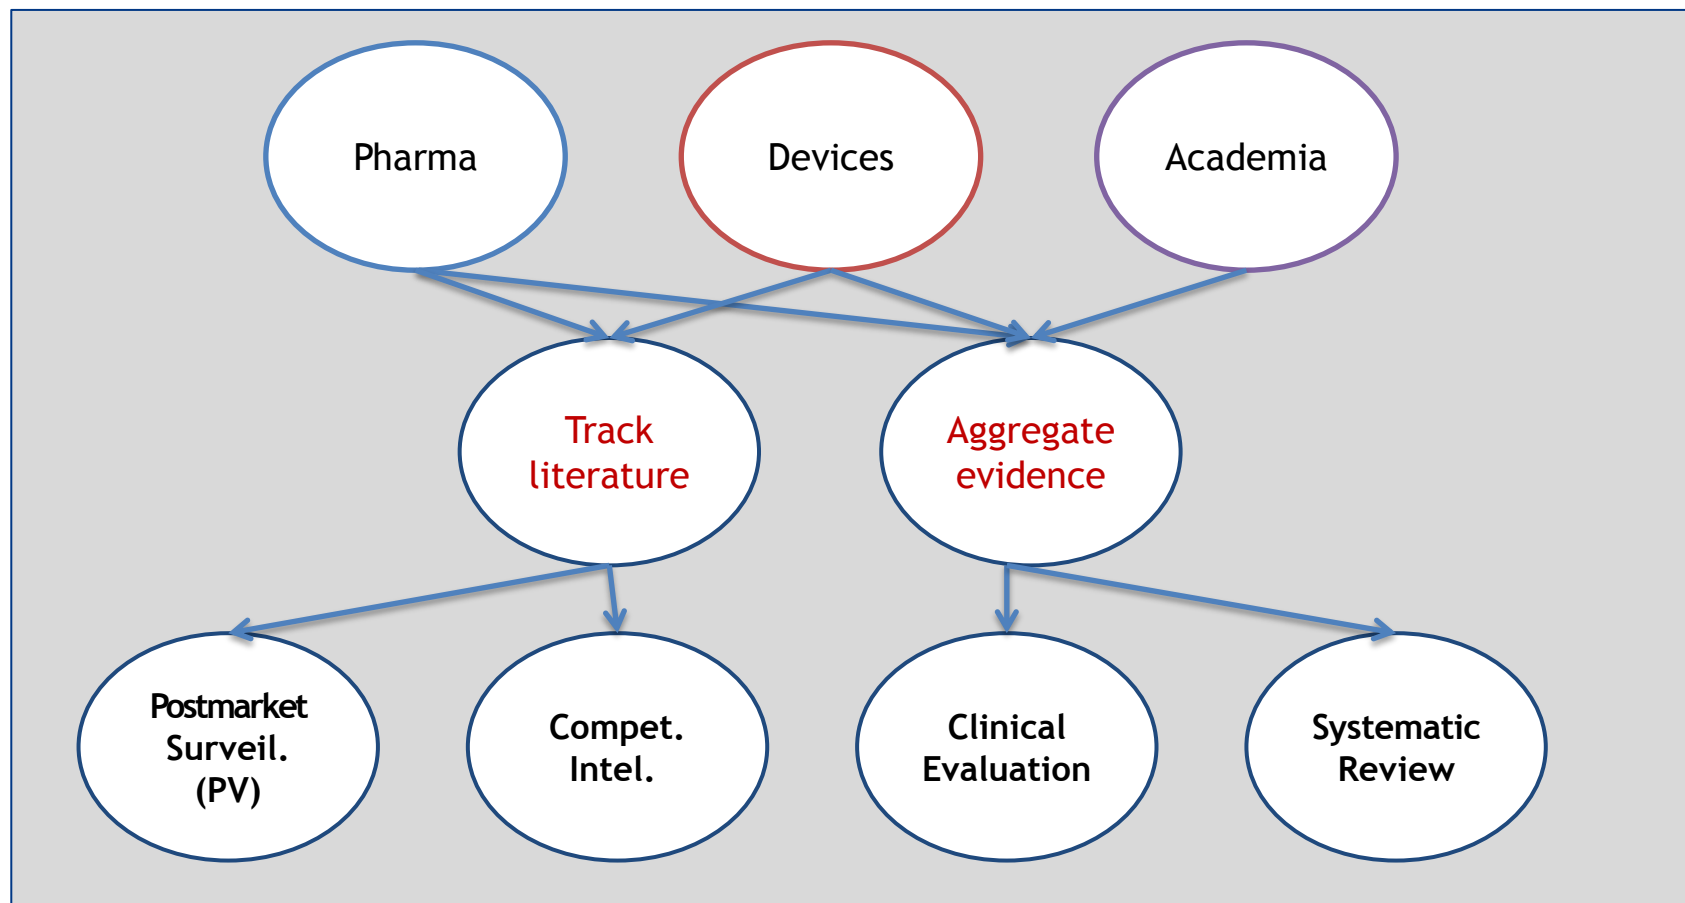 Pharma
Devices
Academia
Track
literature
Aggregate
evidence
Postmarket
Surveil.
(PV)
Compet.
Intel.
Clinical
Evaluation
Systematic
Review